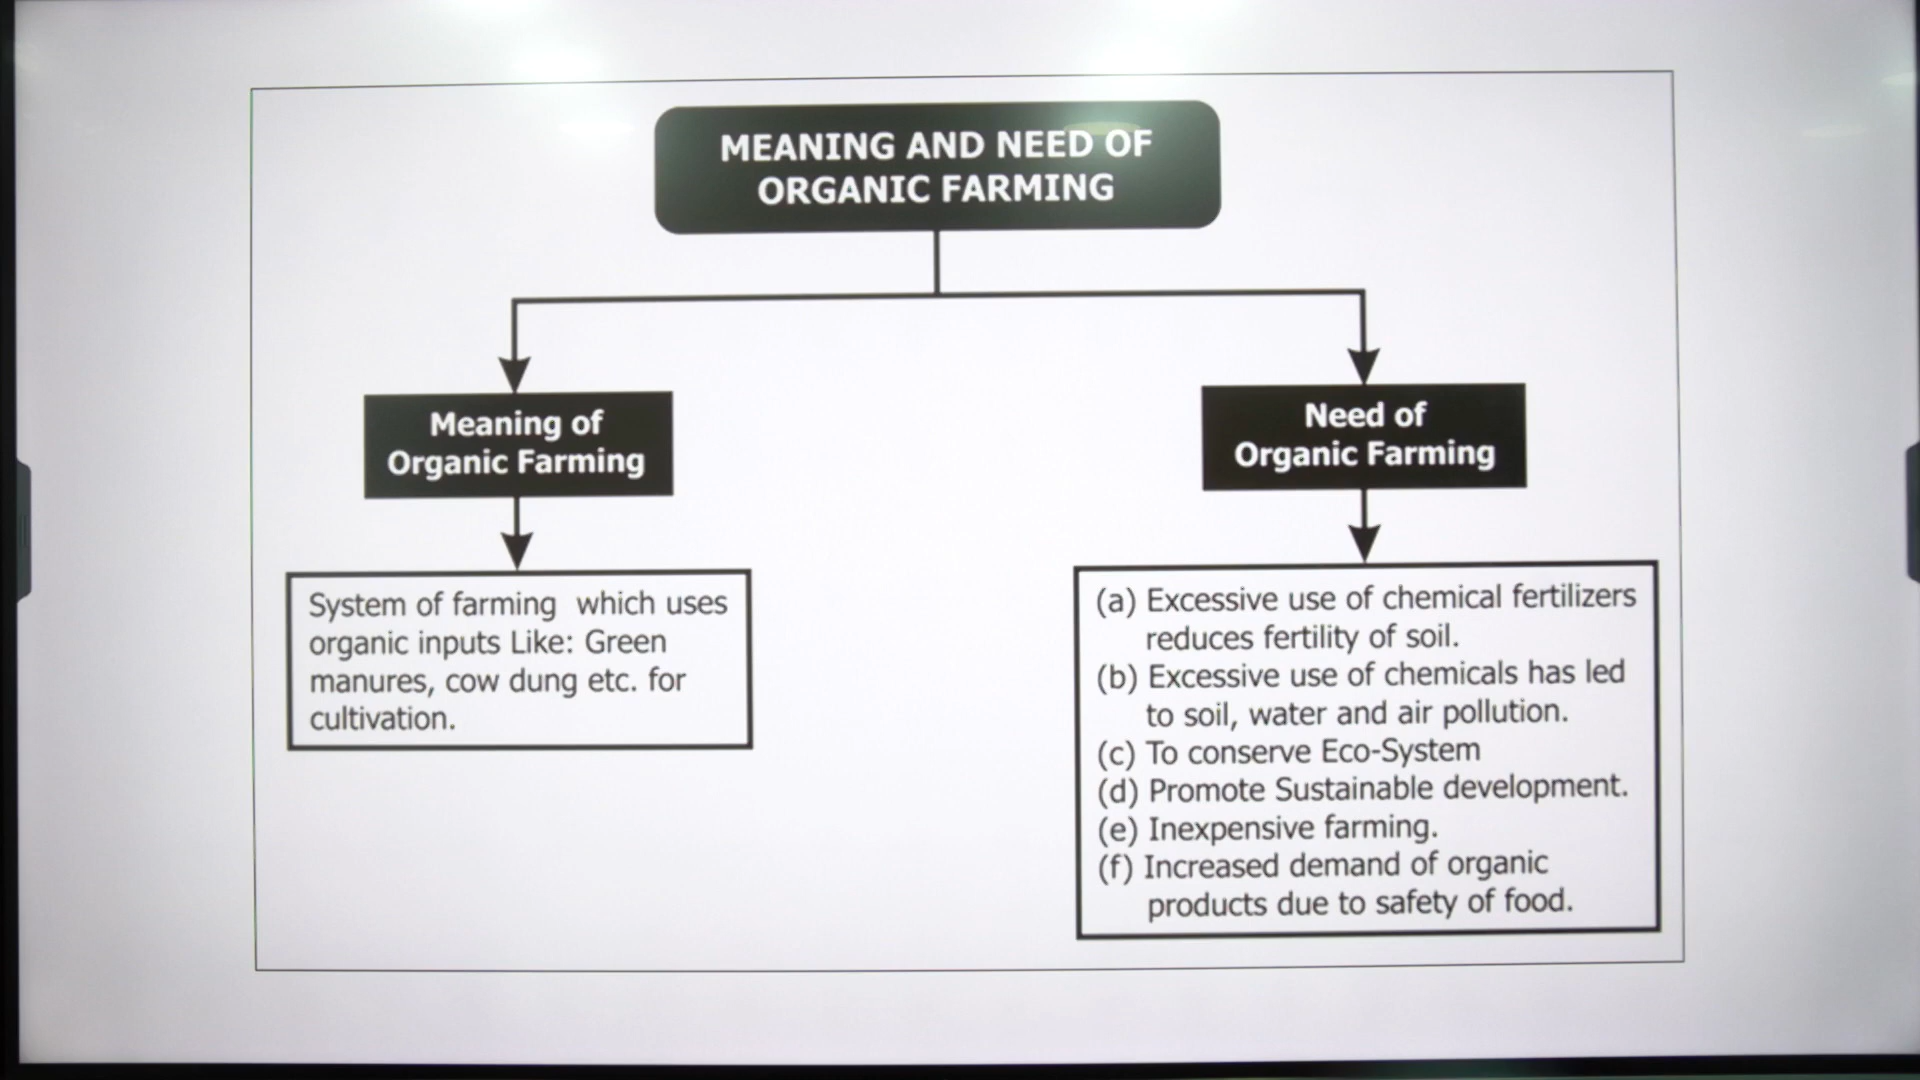 MEANING AND NEED OF
ORGANIC FARMING
Meaning of
Organic Farming
System of farming which uses
organic inputs Like: Green
manures, cow dung etc. for
cultivation.
Need of
Organic Farming
(a) Excessive use of chemical fertilizers
reduces fertility of soil.
(b) Excessive use of chemicals has led
to soil, water and air pollution.
(c) To conserve Eco-System
(d) Promote Sustainable development.
(e) Inexpensive farming.
(f) Increased demand of organic
products due to safety of food.